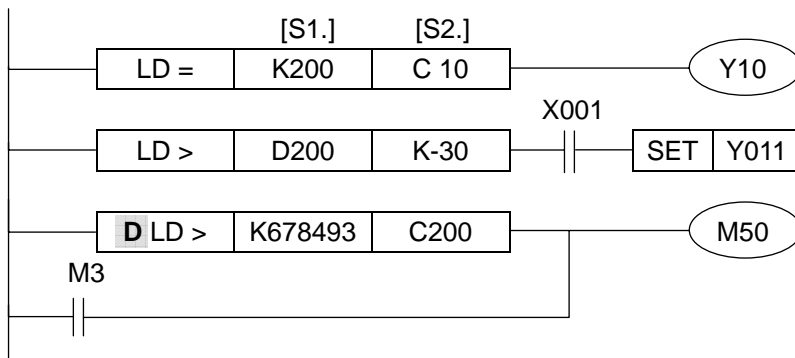 [S1.] [S2.]
LD = K200 C 10 Y10
X001
LD > D200 K-30 SET Y011
D LD > K678493 C200 M50
M3